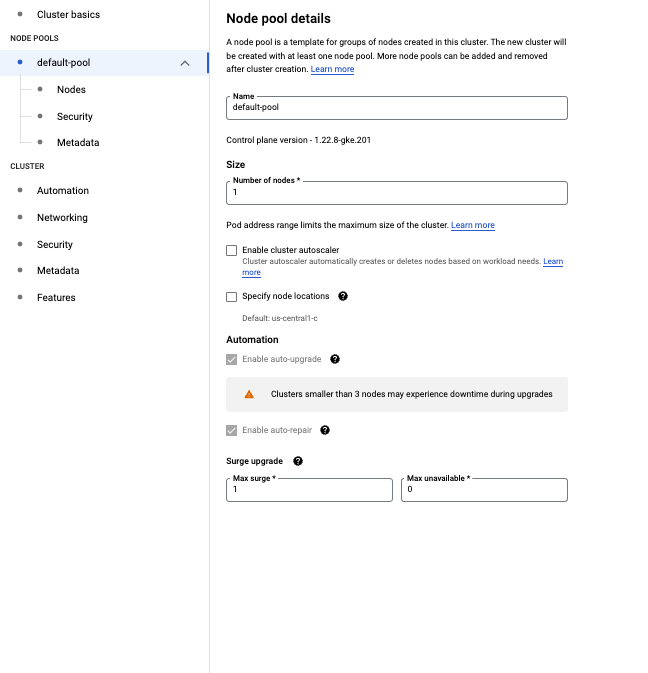 Cluster basics
NODE POOLS
default-pool
Nodes
Security
Metadata
CLUSTER
Automation
Networking
Security
Metadata
Features
Node pool details
A node pool is a template for groups of nodes created in this cluster. The new cluster will
be created with at least one node pool. More node pools can be added and removed
after cluster creation. Learn more
Name
default-pool
Control plane version - 1.22.8-gke.201
Size
Number of nodes *
1
Pod address range limits the maximum size of the cluster. Learn more
Enable cluster autoscaler
Cluster autoscaler automatically creates or deletes nodes based on workload needs. Learn
more
Specify node locations ?
Default: us-central1-c
Automation
Enable auto-upgrade ?
Clusters smaller than 3 nodes may experience downtime during upgrades
Enable auto-repair ?
Surge upgrade ?
Max surge *
1
Max unavailable *
0